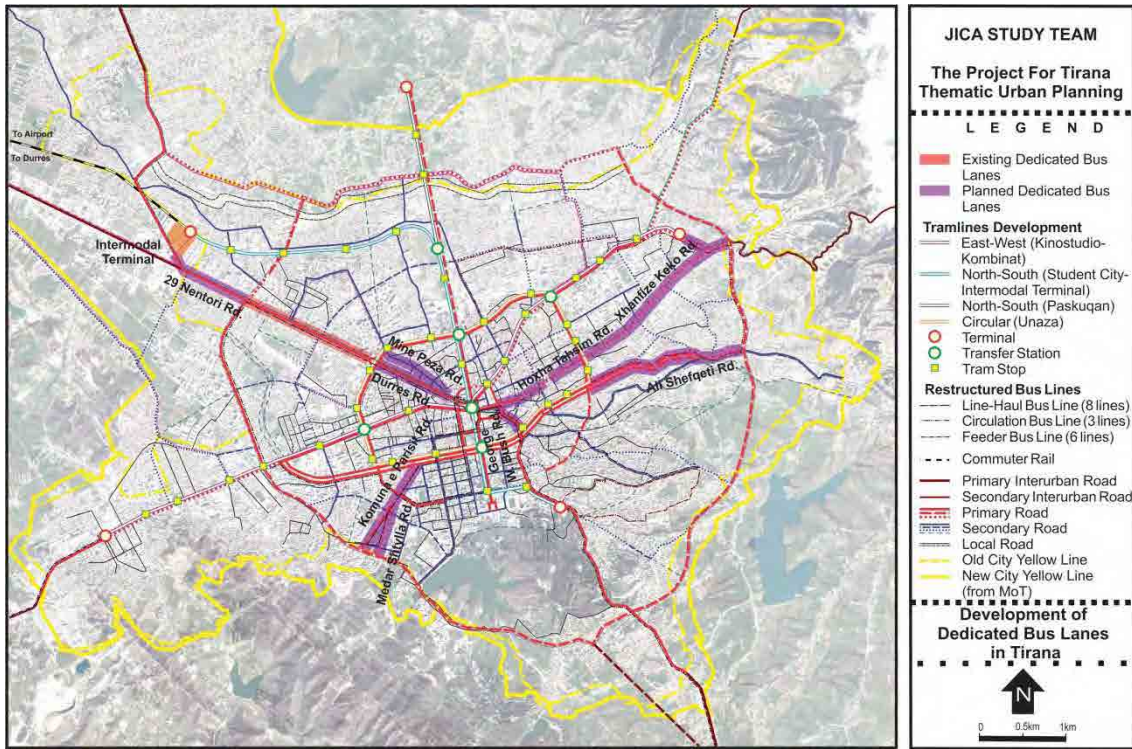 To Airport
To Durres
Intermodal
Terminal
29 Nentori Rd.
Mine Peza Rd.
Durres Rd.
Hoxha Tahsim Rd.
Xhanfize Keko Rd.
Ali Shefqeti Rd.
George
W. Bush Rd.
Komuna e Parisit Rd.
Medar Shtylla Rd.
JICA STUDY TEAM
The Project For Tirana
Thematic Urban Planning
L E G E N D
Existing Dedicated Bus
Lanes
Planned Dedicated Bus
Lanes
Tramlines Development
East-West (Kinostudio-
Kombinat)
North-South (Student City-
Intermodal Terminal)
North-South (Paskuqan)
Circular (Unaza)
Terminal
Transfer Station
Tram Stop
Restructured Bus Lines
Line-Haul Bus Line (8 lines)
Circulation Bus Line (3 lines)
Feeder Bus Line (6 lines)
Commuter Rail
Primary Interurban Road
Secondary Interurban Road
Primary Road
Secondary Road
Local Road
Old City Yellow Line
New City Yellow Line
(from MoT)
Development of
Dedicated Bus Lanes
in Tirana
N
0 0.5km 1km